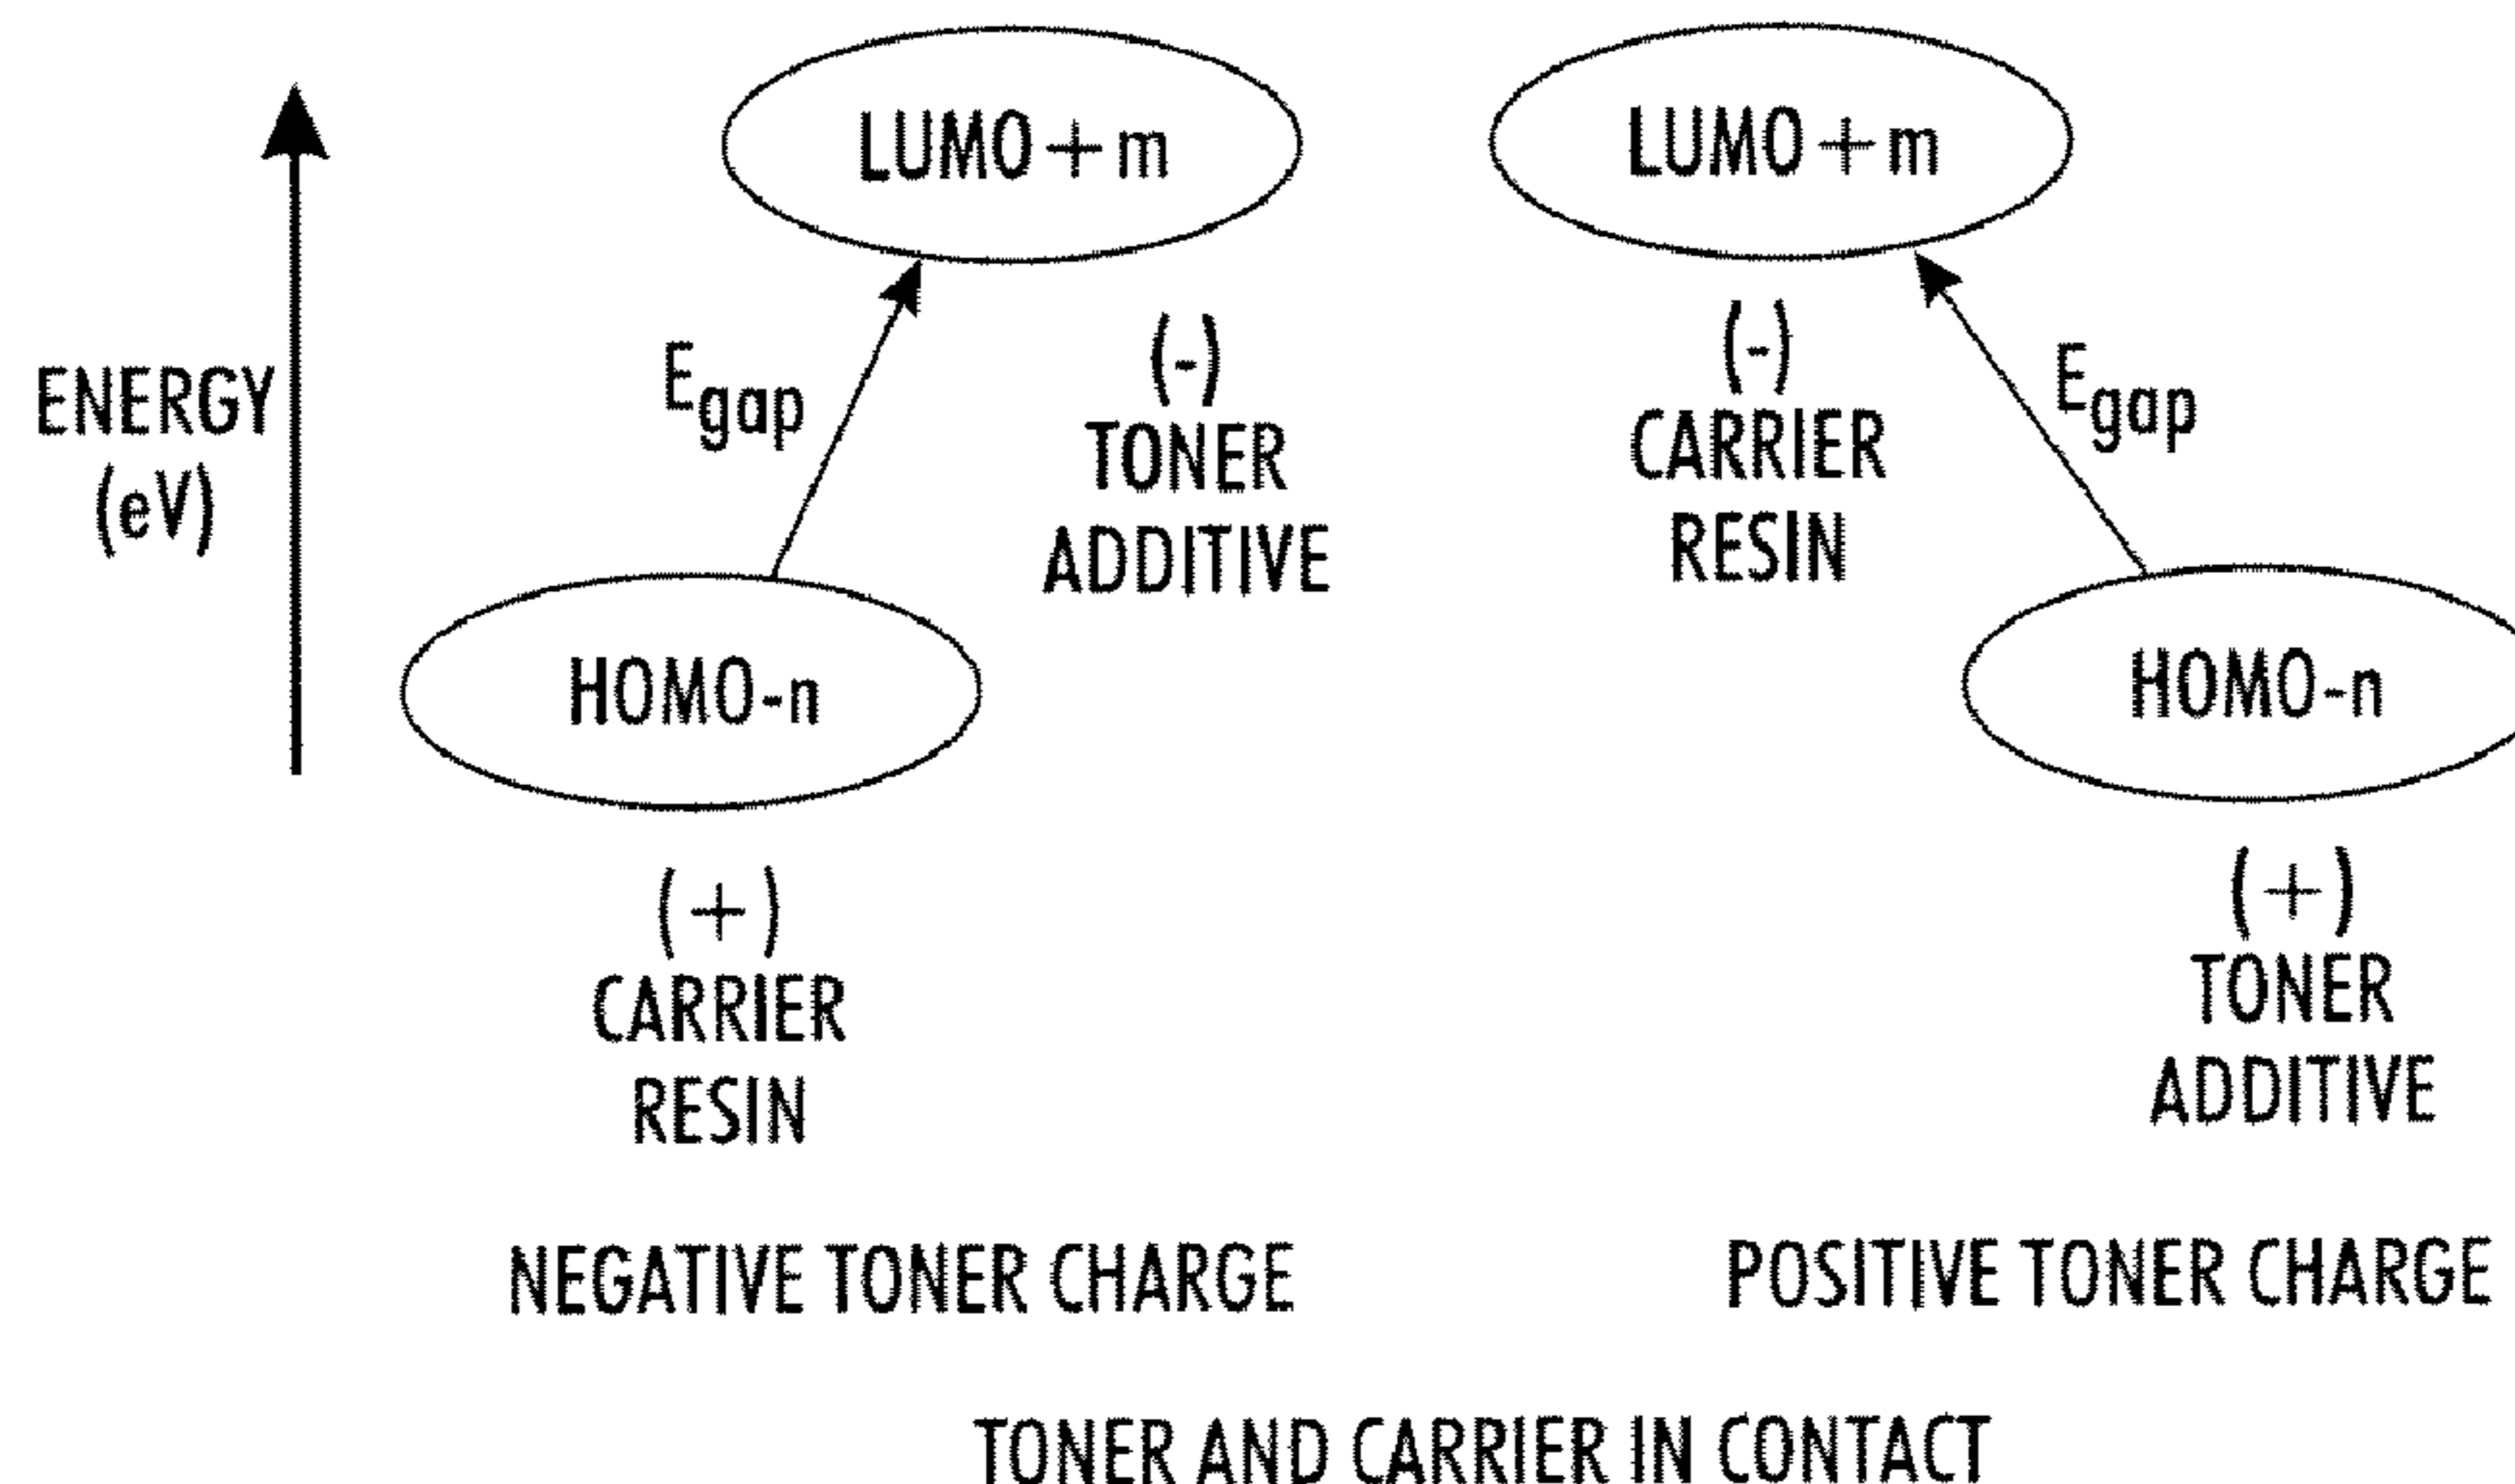 ENERGY
(eV)
LUMO+m
E_gap
(-)
TONER
ADDITIVE
HOMO-n
(+)
CARRIER
RESIN
NEGATIVE TONER CHARGE
LUMO+m
(-)
CARRIER
RESIN
E_gap
HOMO-n
(+)
TONER
ADDITIVE
POSITIVE TONER CHARGE
TONER AND CARRIER IN CONTACT